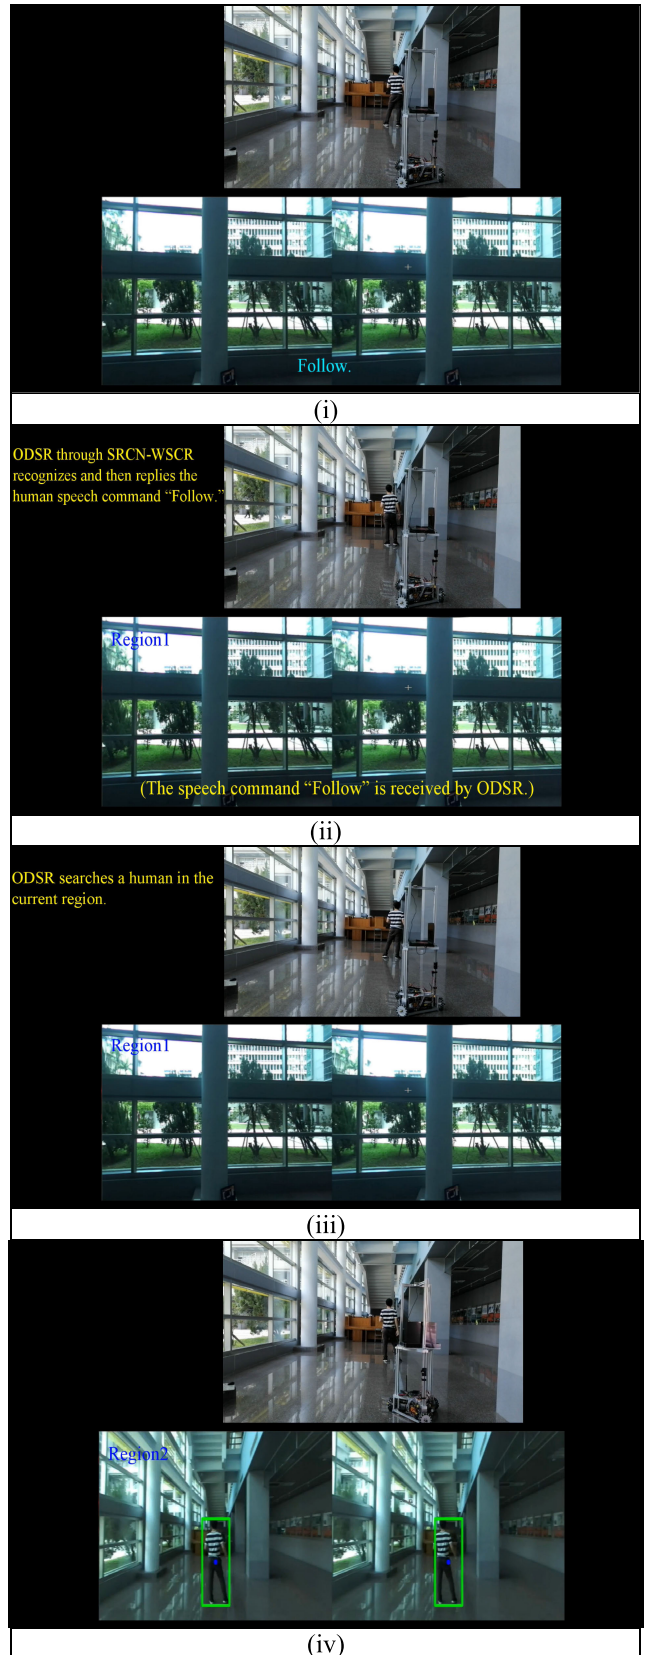 Follow.
(i)
ODSR through SRCN-WSCR
recognizes and then replies the
human speech command “Follow.”
Region1
(The speech command “Follow” is received by ODSR.)
(ii)
ODSR searches a human in the
current region.
Region1
(iii)
Region2
(iv)